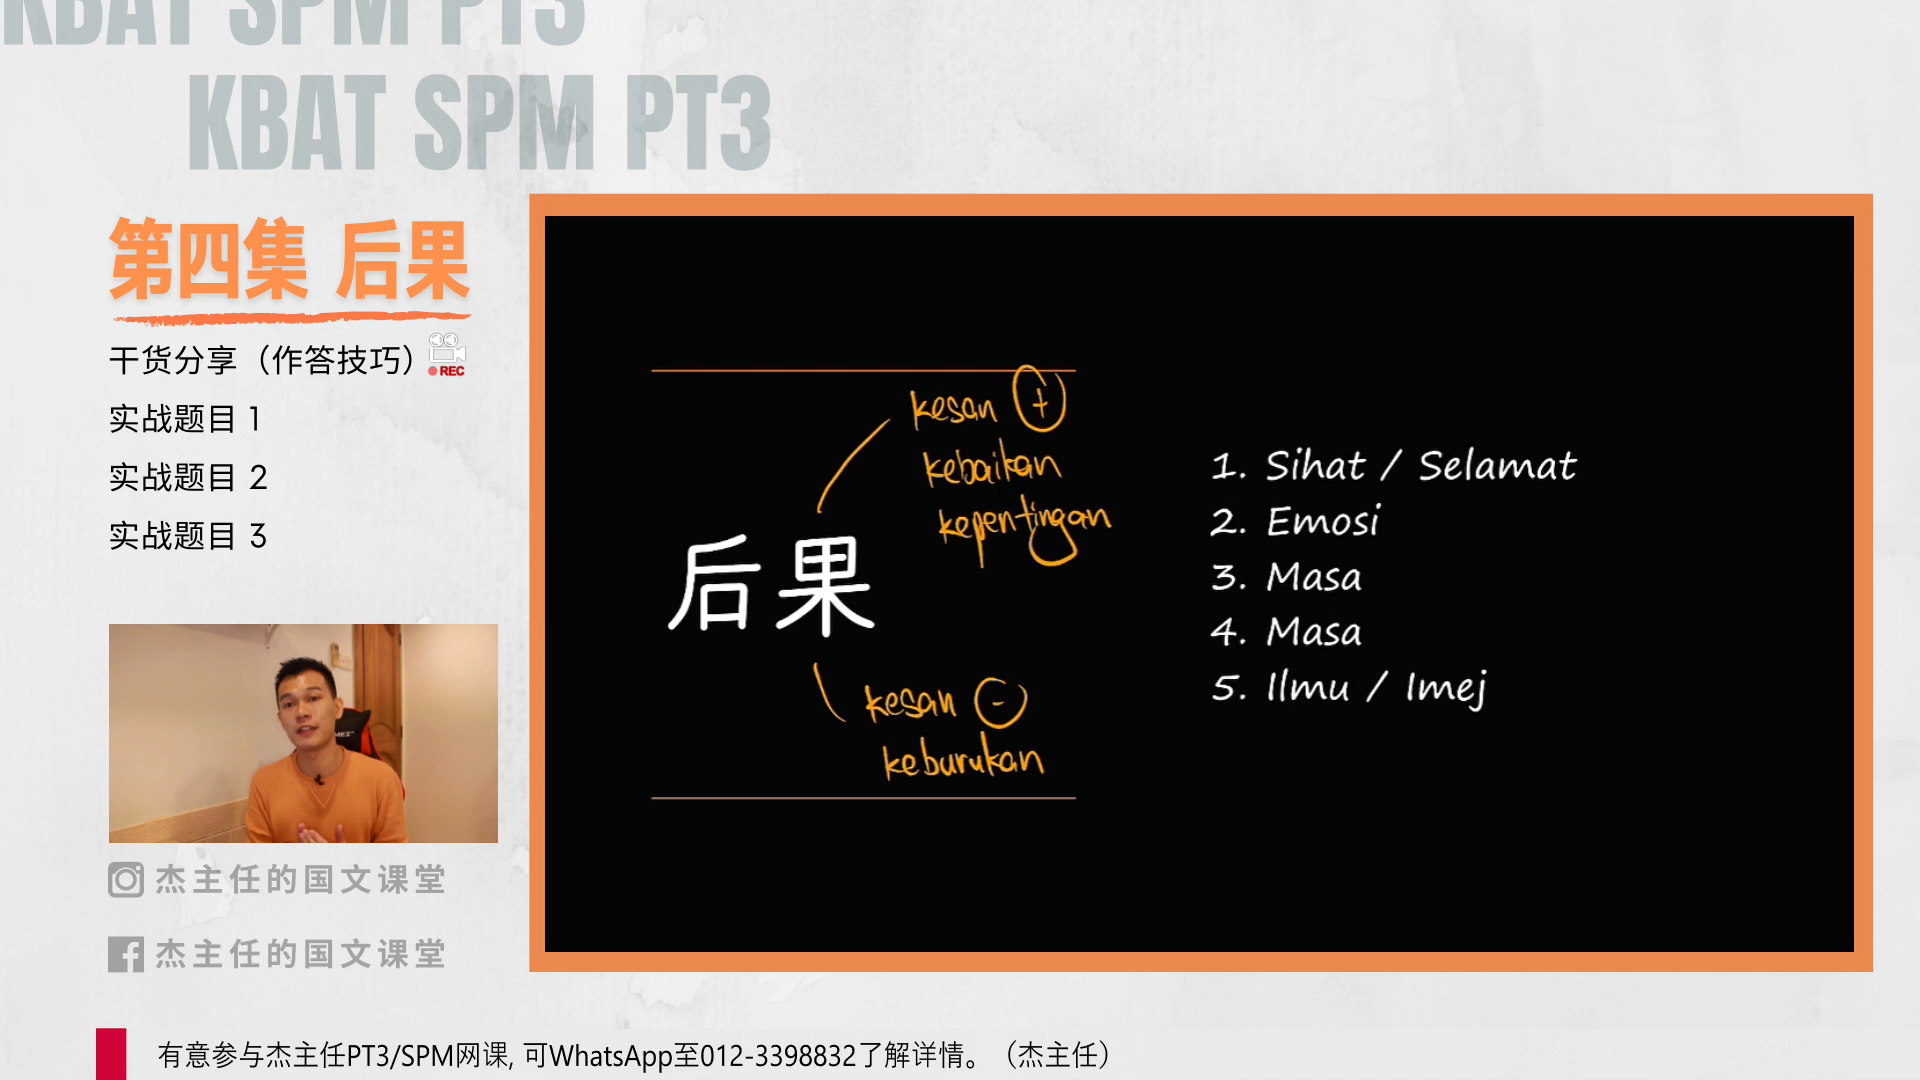 KBAT SPM PT3
KBAT SPM PT3
第四集 后果
干货分享（作答技巧）
REC
实战题目 1
实战题目 2
实战题目 3
杰主任的国文课堂
杰主任的国文课堂
kesan +
kebaikan
kepentingan
后果
kesan -
keburukan
1. Sihat / Selamat
2. Emosi
3. Masa
4. Masa
5. Ilmu / Imej
有意参与杰主任PT3/SPM网课, 可WhatsApp至012-3398832了解详情。（杰主任）